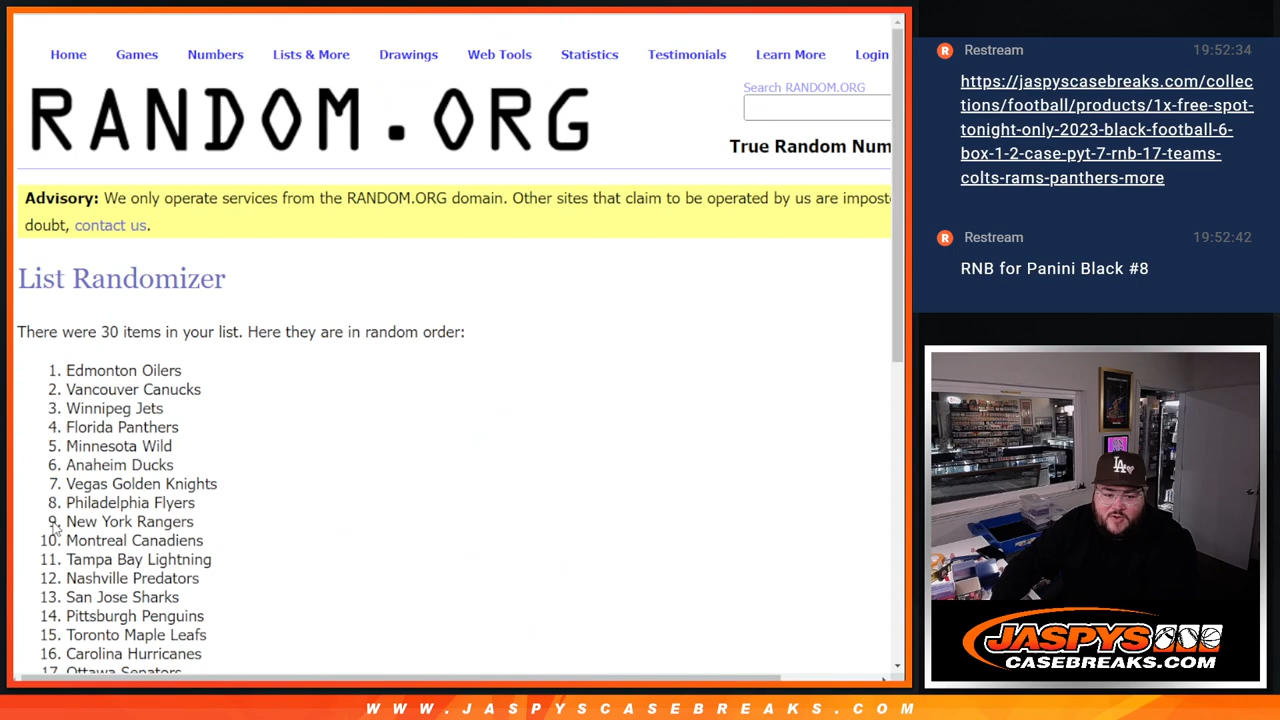 Home Games Numbers Lists & More Drawings Web Tools Statistics Testimonials Learn More Login
RANDOM.ORG
Search RANDOM.ORG
True Random Num
Advisory: We only operate services from the RANDOM.ORG domain. Other sites that claim to be operated by us are impost
doubt, contact us.
List Randomizer
There were 30 items in your list. Here they are in random order:
1. Edmonton Oilers
2. Vancouver Canucks
3. Winnipeg Jets
4. Florida Panthers
5. Minnesota Wild
6. Anaheim Ducks
7. Vegas Golden Knights
8. Philadelphia Flyers
9. New York Rangers
10. Montreal Canadiens
11. Tampa Bay Lightning
12. Nashville Predators
13. San Jose Sharks
14. Pittsburgh Penguins
15. Toronto Maple Leafs
16. Carolina Hurricanes
17. Ottawa Senators
Restream 19:52:34
https://jaspyscasebreaks.com/collec
tions/football/products/1x-free-spot-
tonight-only-2023-black-football-6-
box-1-2-case-pyt-7-rnb-17-teams-
colts-rams-panthers-more
Restream 19:52:42
RNB for Panini Black #8
LA
JASPYS
CASEBREAKS.COM
WWW.JASPYSCASEBREAKS.COM